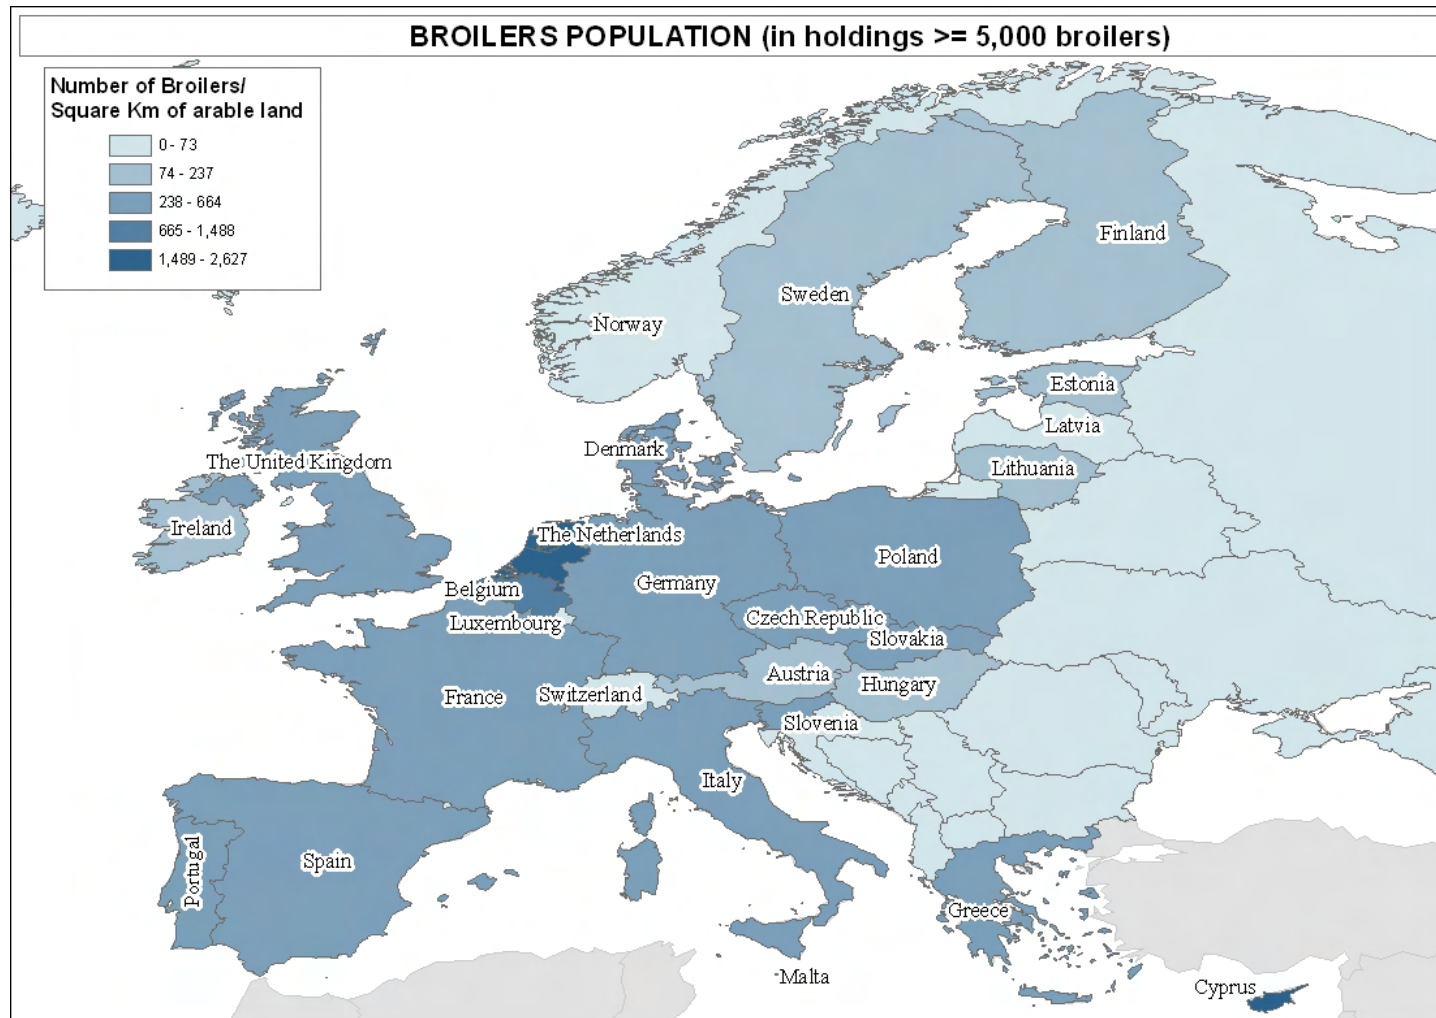 BROILERS POPULATION (in holdings >= 5,000 broilers)
Number of Broilers/
Square Km of arable land
0 - 73
74 - 237
238 - 664
665 - 1,488
1,489 - 2,627
Finland
Sweden
Norway
Estonia
Latvia
Denmark
The United Kingdom
Lithuania
Ireland
The Netherlands
Poland
Germany
Belgium
Luxembourg
Czech Republic
Slovakia
Austria
Hungary
France
Switzerland
Slovenia
Italy
Portugal
Spain
Greece
Malta
Cyprus